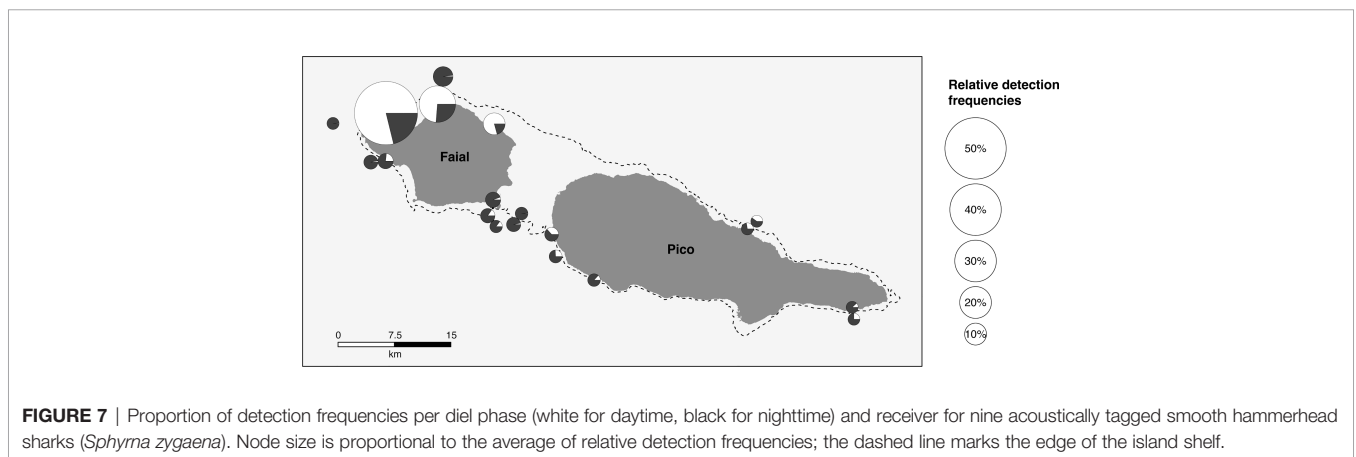 Faial
Pico
0 7.5 15
km
Relative detection
frequencies
50%
40%
30%
20%
10%
FIGURE 7 | Proportion of detection frequencies per diel phase (white for daytime, black for nighttime) and receiver for nine acoustically tagged smooth hammerhead
sharks (Sphyrna zygaena). Node size is proportional to the average of relative detection frequencies; the dashed line marks the edge of the island shelf.